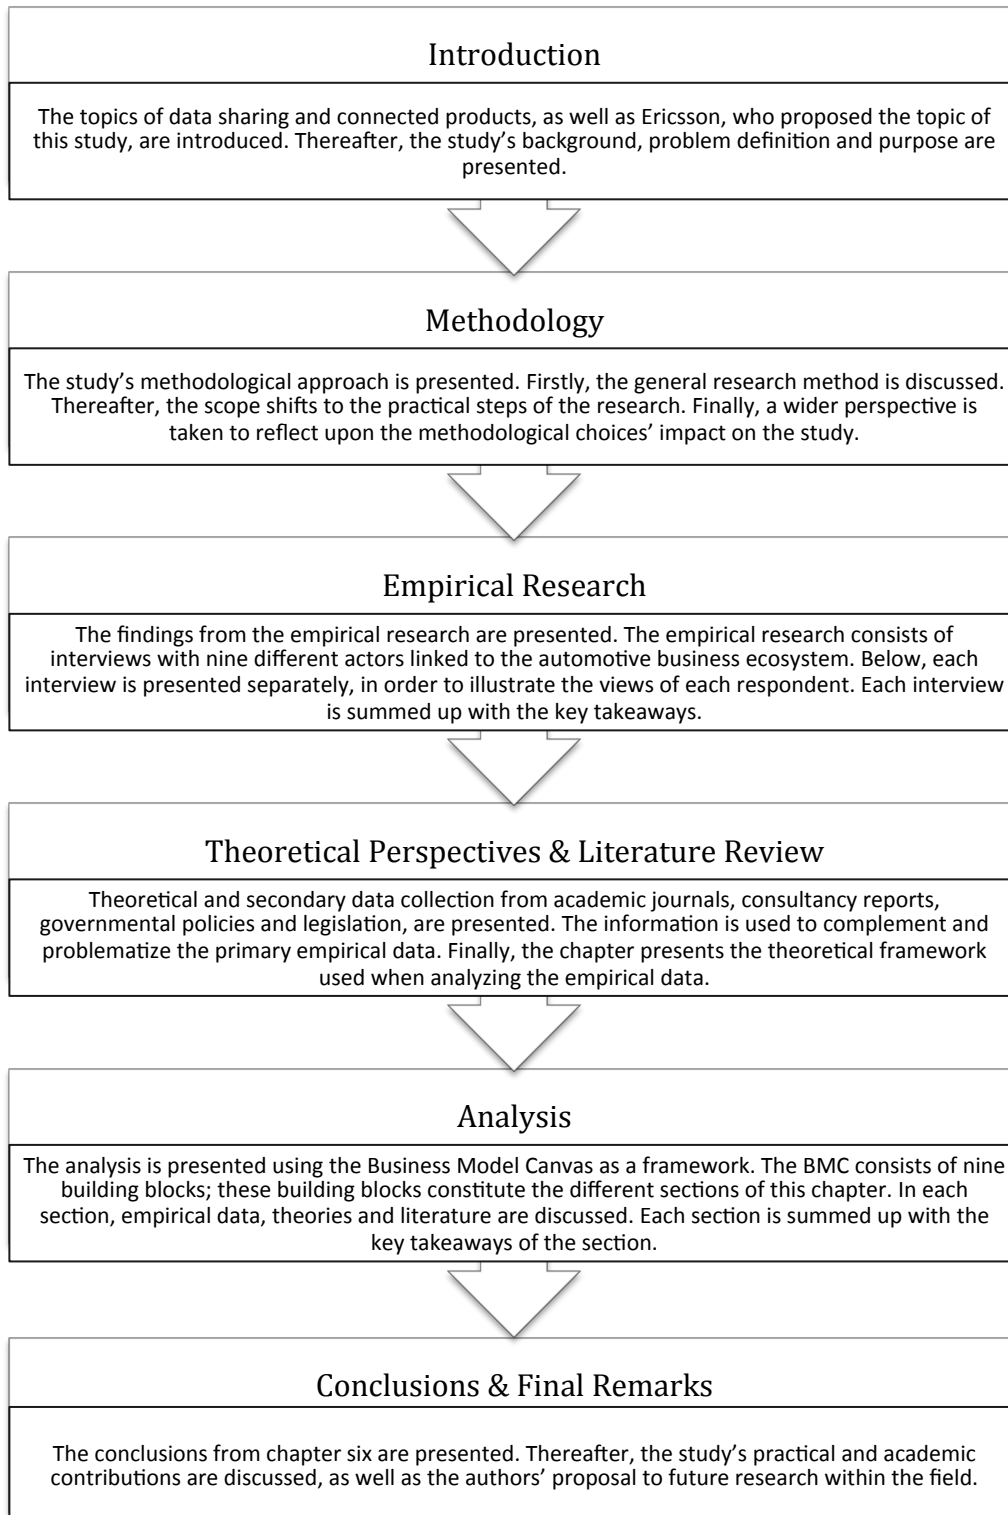 Introduction
The topics of data sharing and connected products, as well as Ericsson, who proposed the topic of
this study, are introduced. Thereafter, the study’s background, problem definition and purpose are
presented.
Methodology
The study’s methodological approach is presented. Firstly, the general research method is discussed.
Thereafter, the scope shifts to the practical steps of the research. Finally, a wider perspective is
taken to reflect upon the methodological choices’ impact on the study.
Empirical Research
The findings from the empirical research are presented. The empirical research consists of
interviews with nine different actors linked to the automotive business ecosystem. Below, each
interview is presented separately, in order to illustrate the views of each respondent. Each interview
is summed up with the key takeaways.
Theoretical Perspectives & Literature Review
Theoretical and secondary data collection from academic journals, consultancy reports,
governmental policies and legislation, are presented. The information is used to complement and
problematize the primary empirical data. Finally, the chapter presents the theoretical framework
used when analyzing the empirical data.
Analysis
The analysis is presented using the Business Model Canvas as a framework. The BMC consists of nine
building blocks; these building blocks constitute the different sections of this chapter. In each
section, empirical data, theories and literature are discussed. Each section is summed up with the
key takeaways of the section.
Conclusions & Final Remarks
The conclusions from chapter six are presented. Thereafter, the study’s practical and academic
contributions are discussed, as well as the authors’ proposal to future research within the field.